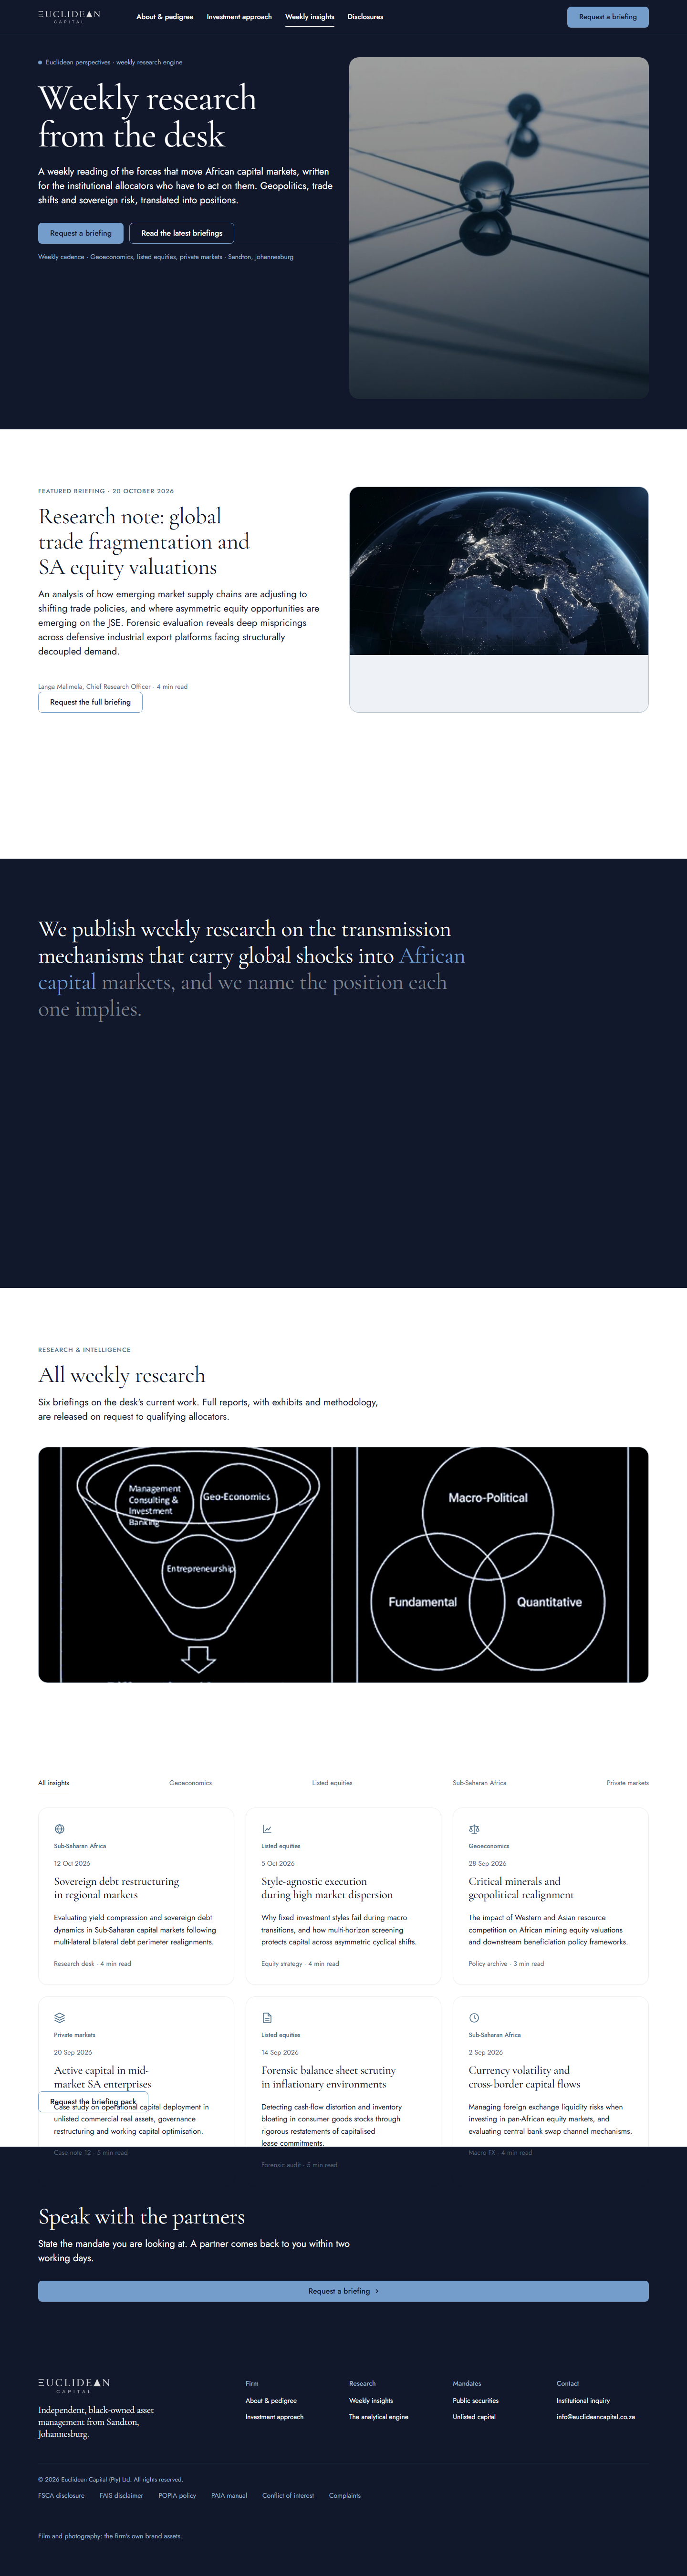 EUCLIDEAN
CAPITAL
About & pedigree
Investment approach
Weekly insights
Disclosures
Request a briefing
Euclidean perspectives · weekly research engine
Weekly research
from the desk
A weekly reading of the forces that move African capital markets, written
for the institutional allocators who have to act on them. Geopolitics, trade
shifts and sovereign risk, translated into positions.
Request a briefing
Read the latest briefings
Weekly cadence · Geoeconomics, listed equities, private markets · Sandton, Johannesburg
FEATURED BRIEFING · 20 OCTOBER 2026
Research note: global
trade fragmentation and
SA equity valuations
An analysis of how emerging market supply chains are adjusting to
shifting trade policies, and where asymmetric equity opportunities are
emerging on the JSE. Forensic evaluation reveals deep mispricings
across defensive industrial export platforms facing structurally
decoupled demand.
Langa Malimela, Chief Research Officer · 4 min read
Request the full briefing
We publish weekly research on the transmission
mechanisms that carry global shocks into African
capital markets, and we name the position each
one implies.
RESEARCH & INTELLIGENCE
All weekly research
Six briefings on the desk's current work. Full reports, with exhibits and methodology,
are released on request to qualifying allocators.
Management
Consulting &
Investment
Banking
Geo-Economics
Entrepreneurship
Macro-Political
Fundamental
Quantitative
All insights
Geoeconomics
Listed equities
Sub-Saharan Africa
Private markets
Sub-Saharan Africa
12 Oct 2026
Sovereign debt restructuring
in regional markets
Evaluating yield compression and sovereign debt
dynamics in Sub-Saharan capital markets following
multi-lateral bilateral debt perimeter realignments.
Research desk · 4 min read
Listed equities
5 Oct 2026
Style-agnostic execution
during high market dispersion
Why fixed investment styles fail during macro
transitions, and how multi-horizon screening
protects capital across asymmetric cyclical shifts.
Equity strategy · 4 min read
Geoeconomics
28 Sep 2026
Critical minerals and
geopolitical realignment
The impact of Western and Asian resource
competition on African mining equity valuations
and downstream beneficiation policy frameworks.
Policy archive · 3 min read
Private markets
20 Sep 2026
Active capital in mid-
market SA enterprises
Request the briefing pack
Case study on operational capital deployment in
unlisted commercial real assets, governance
restructuring and working capital optimisation.
Case note 12 · 5 min read
Listed equities
14 Sep 2026
Forensic balance sheet scrutiny
in inflationary environments
Detecting cash-flow distortion and inventory
bloating in consumer goods stocks through
rigorous restatements of capitalised
lease commitments.
Forensic audit · 5 min read
Sub-Saharan Africa
2 Sep 2026
Currency volatility and
cross-border capital flows
Managing foreign exchange liquidity risks when
investing in pan-African equity markets, and
evaluating central bank swap channel mechanisms.
Macro FX · 4 min read
Speak with the partners
State the mandate you are looking at. A partner comes back to you within two
working days.
Request a briefing
EUCLIDEAN
CAPITAL
Independent, black-owned asset
management from Sandton,
Johannesburg.
Firm
About & pedigree
Investment approach
Research
Weekly insights
The analytical engine
Mandates
Public securities
Unlisted capital
Contact
Institutional inquiry
info@euclideancapital.co.za
© 2026 Euclidean Capital (Pty) Ltd. All rights reserved.
FSCA disclosure
FAIS disclaimer
POPIA policy
PAIA manual
Conflict of interest
Complaints
Film and photography: the firm's own brand assets.